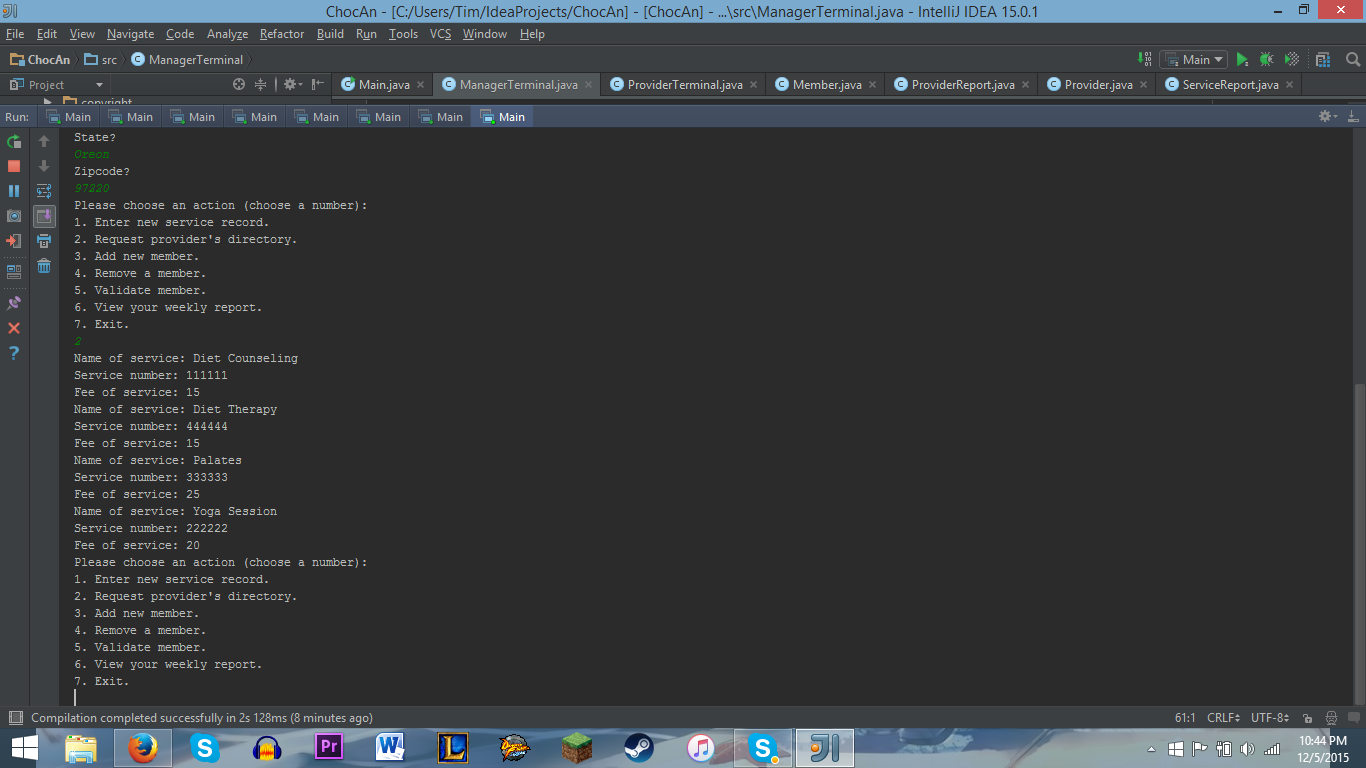 ChocAn - [C:/Users/Tim/IdeaProjects/ChocAn] - [ChocAn] - ...\src\ManagerTerminal.java - IntelliJ IDEA 15.0.1
File Edit View Navigate Code Analyze Refactor Build Run Tools VCS Window Help
ChocAn src ManagerTerminal Main
Project Main.java ManagerTerminal.java ProviderTerminal.java Member.java ProviderReport.java Provider.java ServiceReport.java
copyright
Run: Main Main Main Main Main Main Main Main
State?
Oreon
Zipcode?
97220
Please choose an action (choose a number):
1. Enter new service record.
2. Request provider's directory.
3. Add new member.
4. Remove a member.
5. Validate member.
6. View your weekly report.
7. Exit.
2
Name of service: Diet Counseling
Service number: 111111
Fee of service: 15
Name of service: Diet Therapy
Service number: 444444
Fee of service: 15
Name of service: Palates
Service number: 333333
Fee of service: 25
Name of service: Yoga Session
Service number: 222222
Fee of service: 20
Please choose an action (choose a number):
1. Enter new service record.
2. Request provider's directory.
3. Add new member.
4. Remove a member.
5. Validate member.
6. View your weekly report.
7. Exit.
Compilation completed successfully in 2s 128ms (8 minutes ago) 61:1 CRLF UTF-8
Pr W L 10:44 PM
12/5/2015